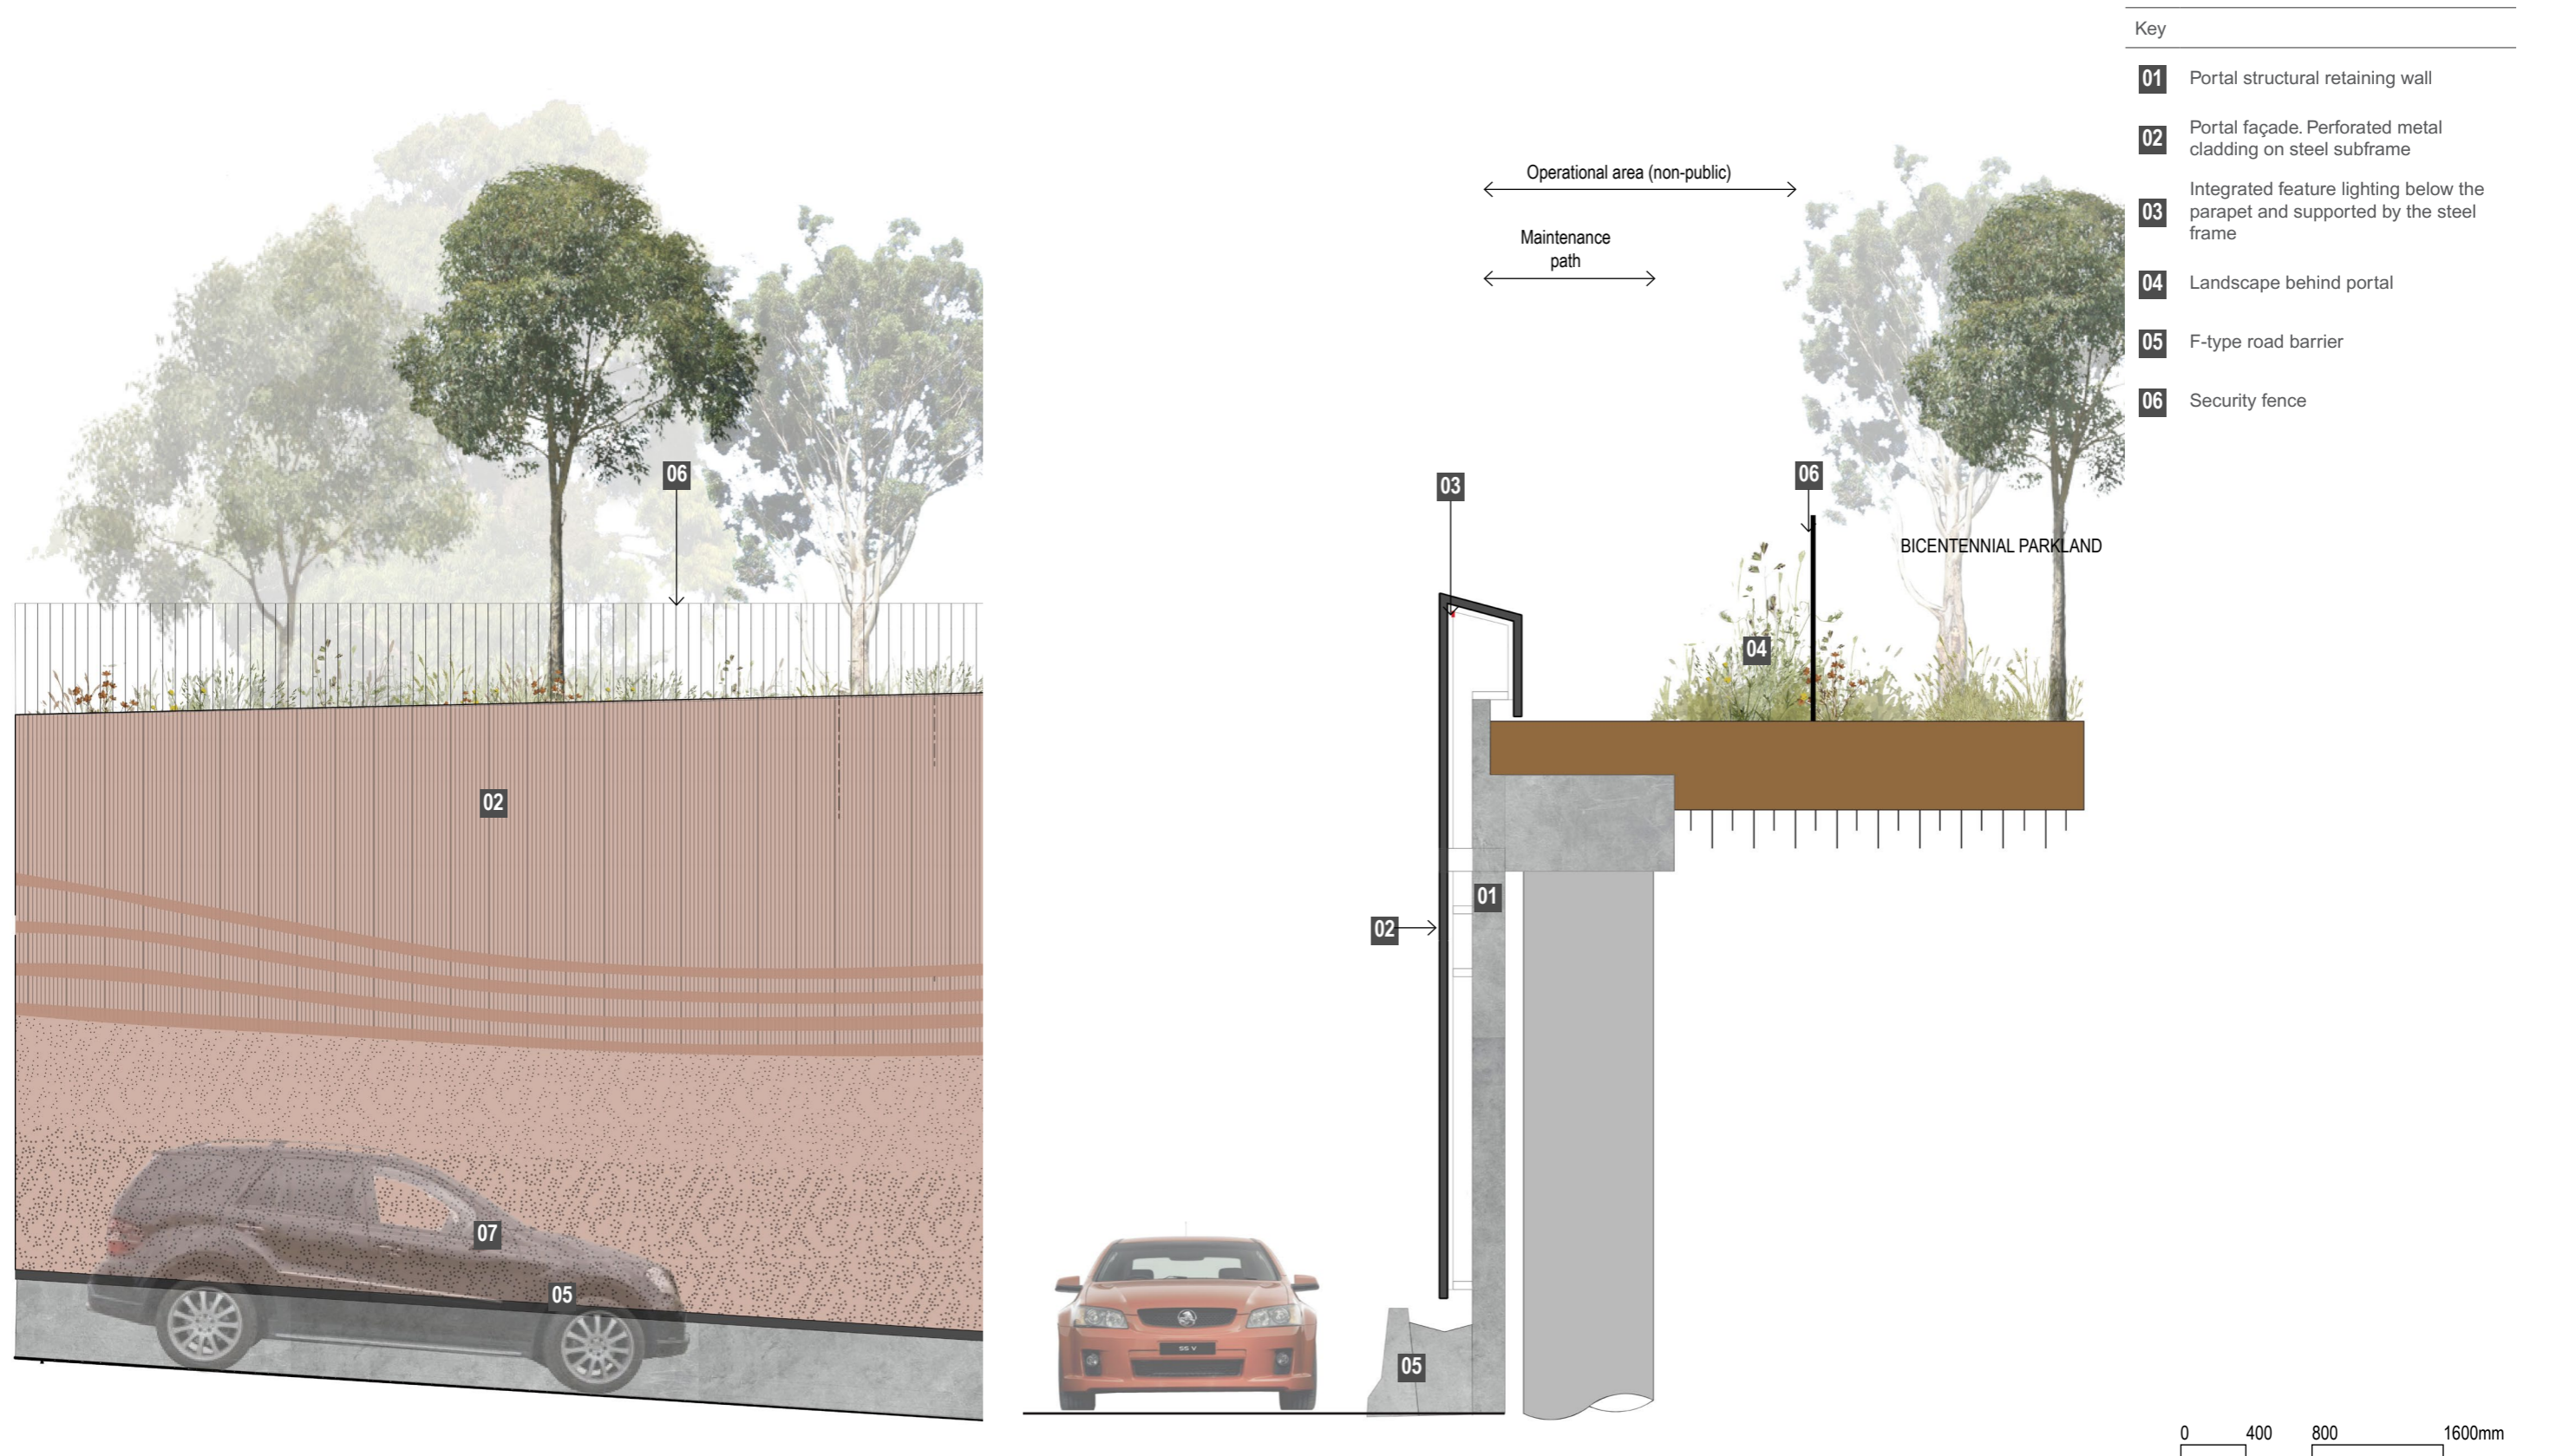 Key
01 Portal structural retaining wall
02 Portal façade. Perforated metal
cladding on steel subframe
03 Integrated feature lighting below the
parapet and supported by the steel
frame
04 Landscape behind portal
05 F-type road barrier
06 Security fence
Operational area (non-public)
Maintenance
path
06
03
06
BICENTENNIAL PARKLAND
04
02
01
02
07
05
SS V
05
0 400 800 1600mm